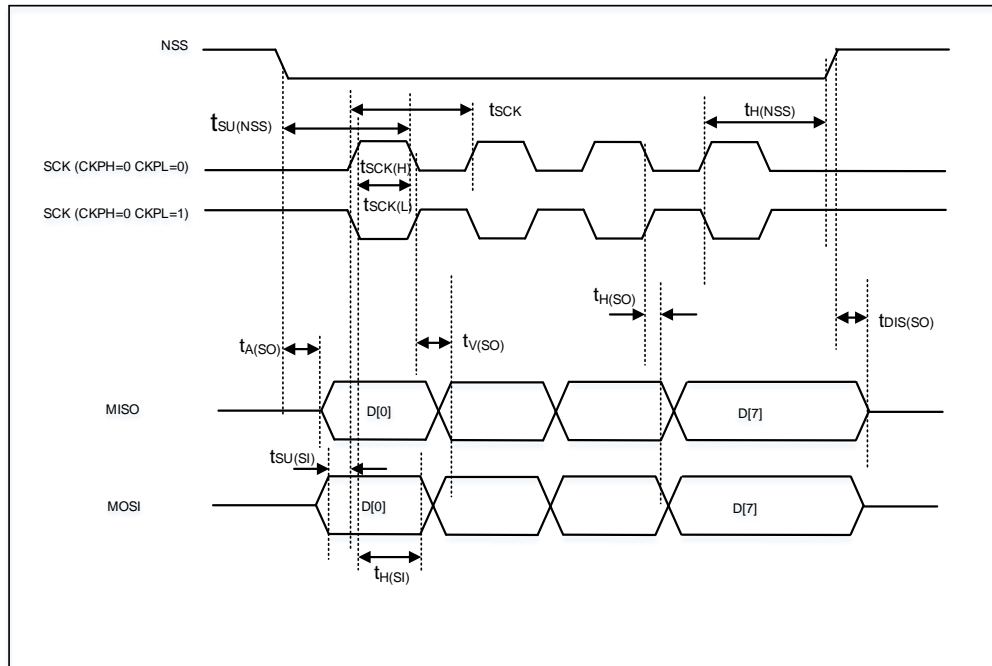 NSS
tSCK
tH(NSS)
tSU(NSS)
SCK (CKPH=0 CKPL=0)
tSCK(H)
tSCK(L)
SCK (CKPH=0 CKPL=1)
tH(SO)
tDIS(SO)
tV(SO)
tA(SO)
MISO
D[0]
D[7]
tSU(SI)
MOSI
D[0]
D[7]
tH(SI)